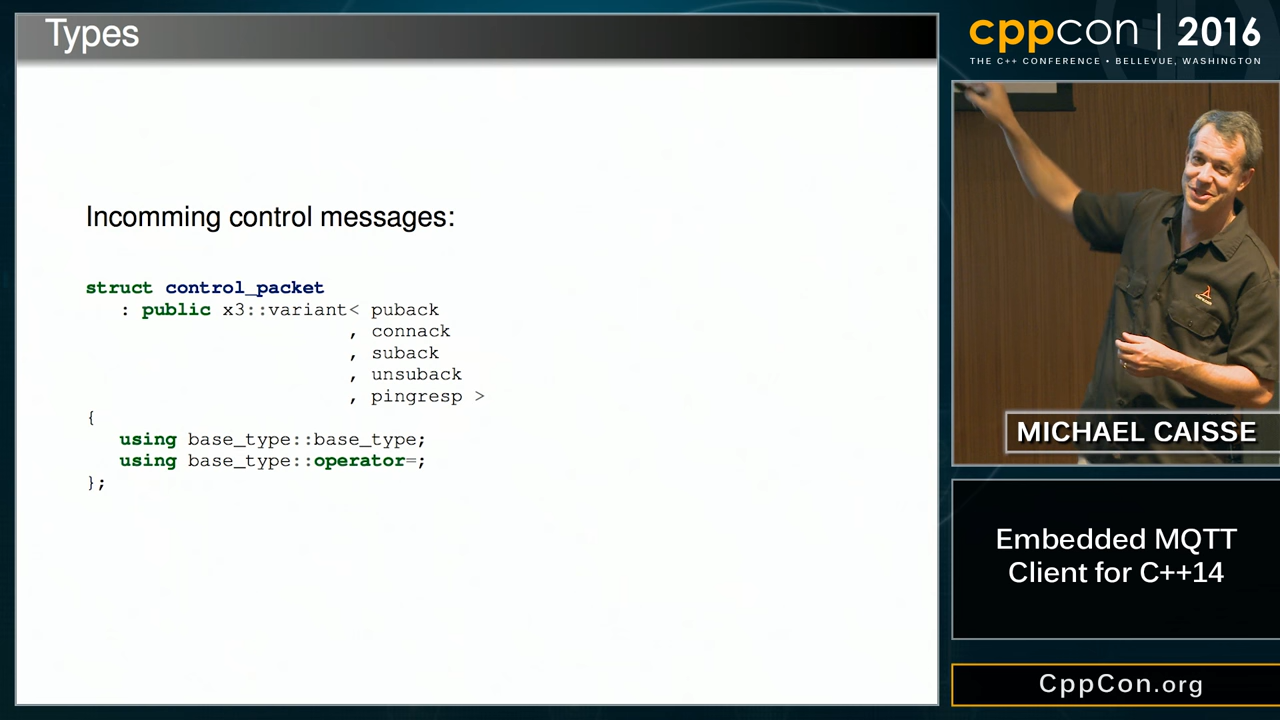 Types
Incomming control messages:
struct control_packet
: public x3::variant< puback
, connack
, suback
, unsuback
, pingresp >
{
using base_type::base_type;
using base_type::operator=;
};
cppcon | 2016
THE C++ CONFERENCE • BELLEVUE, WASHINGTON
MICHAEL CAISSE
Embedded MQTT
Client for C++14
CppCon.org